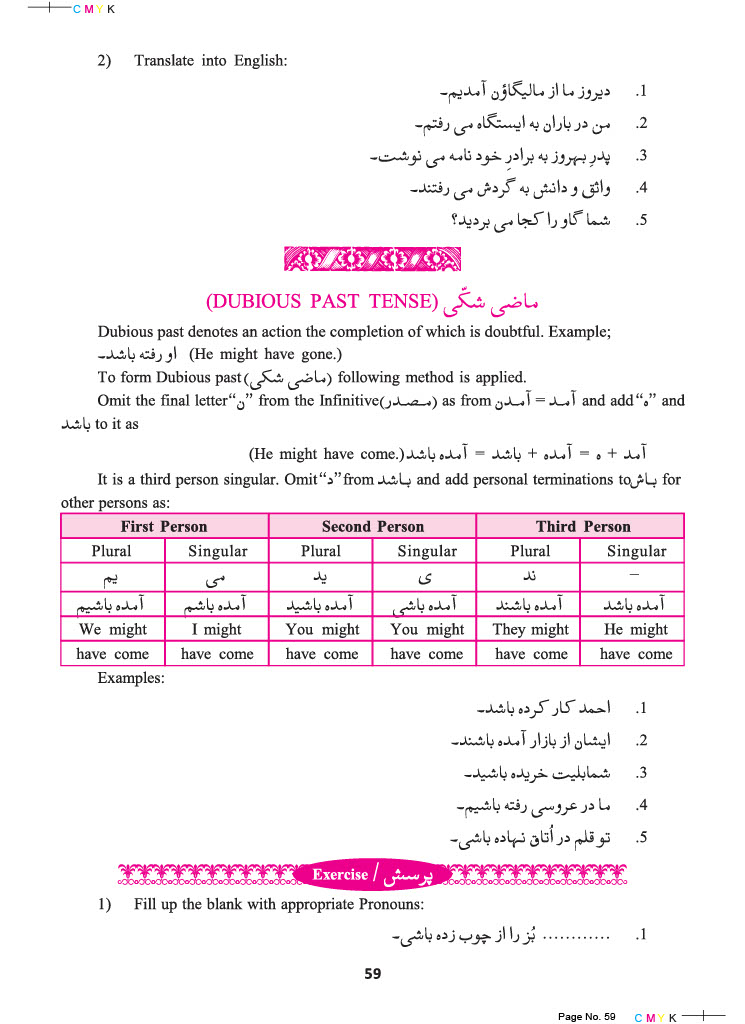 C M Y K
2) Translate into English:
1. دیروز ما از مالیگاؤن آمدیم۔
2. من در باران به ایستگاه می رفتم۔
3. پدرِ بهروز به برادرِ خود نامه می نوشت۔
4. واثق و دانش به گردش می رفتند۔
5. شما گاو را کجا می بردید؟
(DUBIOUS PAST TENSE) ماضی شکّی
Dubious past denotes an action the completion of which is doubtful. Example;
او رفته باشد۔ (He might have gone.)
To form Dubious past (ماضی شکی) following method is applied.
Omit the final letter “ن” from the Infinitive(مصدر) as from آمدن = آمد and add “ه” and
باشد to it as
(He might have come.) آمد + ه = آمده + باشد = آمده باشد
It is a third person singular. Omit “د” from باشد and add personal terminations to باش for
other persons as:
First Person Second Person Third Person
Plural Singular Plural Singular Plural Singular
یم می ید ی ند –
آمده باشیم آمده باشم آمده باشید آمده باشی آمده باشند آمده باشد
We might I might You might You might They might He might
have come have come have come have come have come have come
Examples:
1. احمد کار کرده باشد۔
2. ایشان از بازار آمده باشند۔
3. شمابلیت خریده باشید۔
4. ما در عروسی رفته باشیم۔
5. تو قلم در اُتاق نهاده باشی۔
Exercise / پرسش
1) Fill up the blank with appropriate Pronouns:
1. ............ بُز را از چوب زده باشی۔
59
Page No. 59 C M Y K